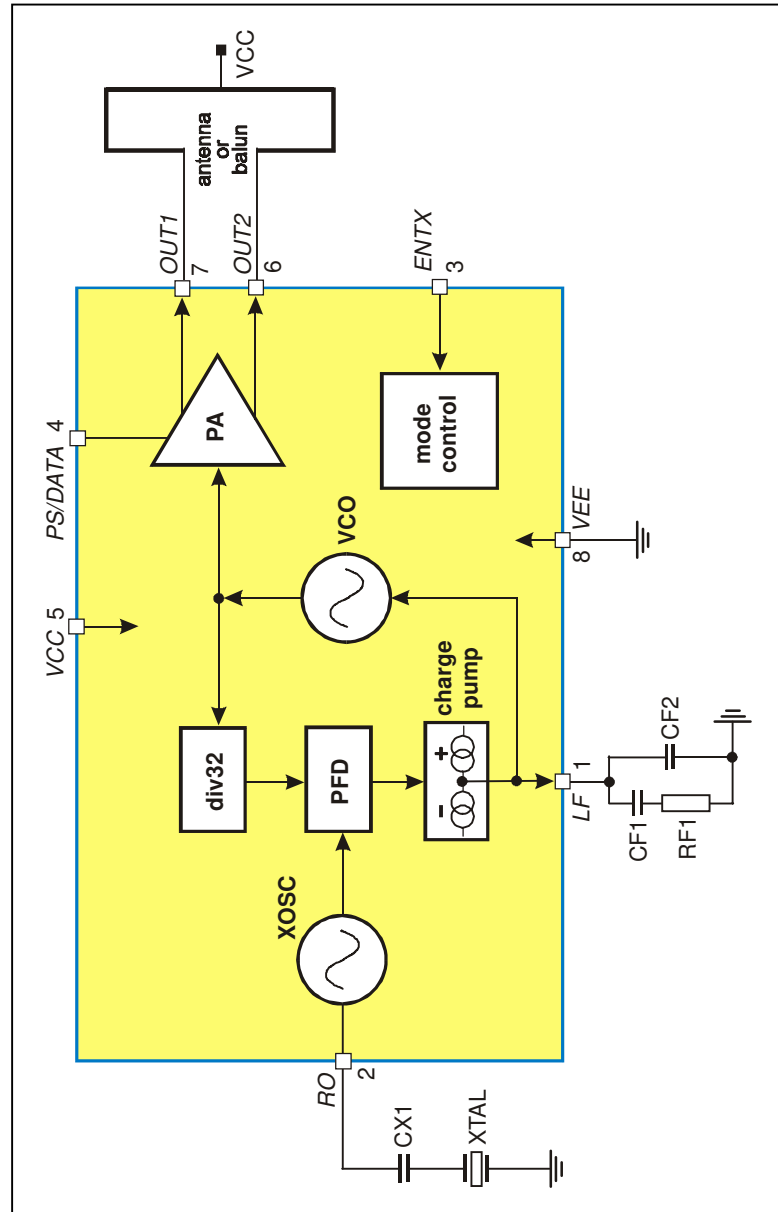 VCC
antenna
or
balun
OUT1
7
OUT2
6
ENTX
3
PS/DATA 4
PA
mode
control
VCC 5
VCO
VEE
8
div32
PFD
charge
pump
+
-
LF 1
CF1
CF2
RF1
XOSC
RO
2
CX1
XTAL